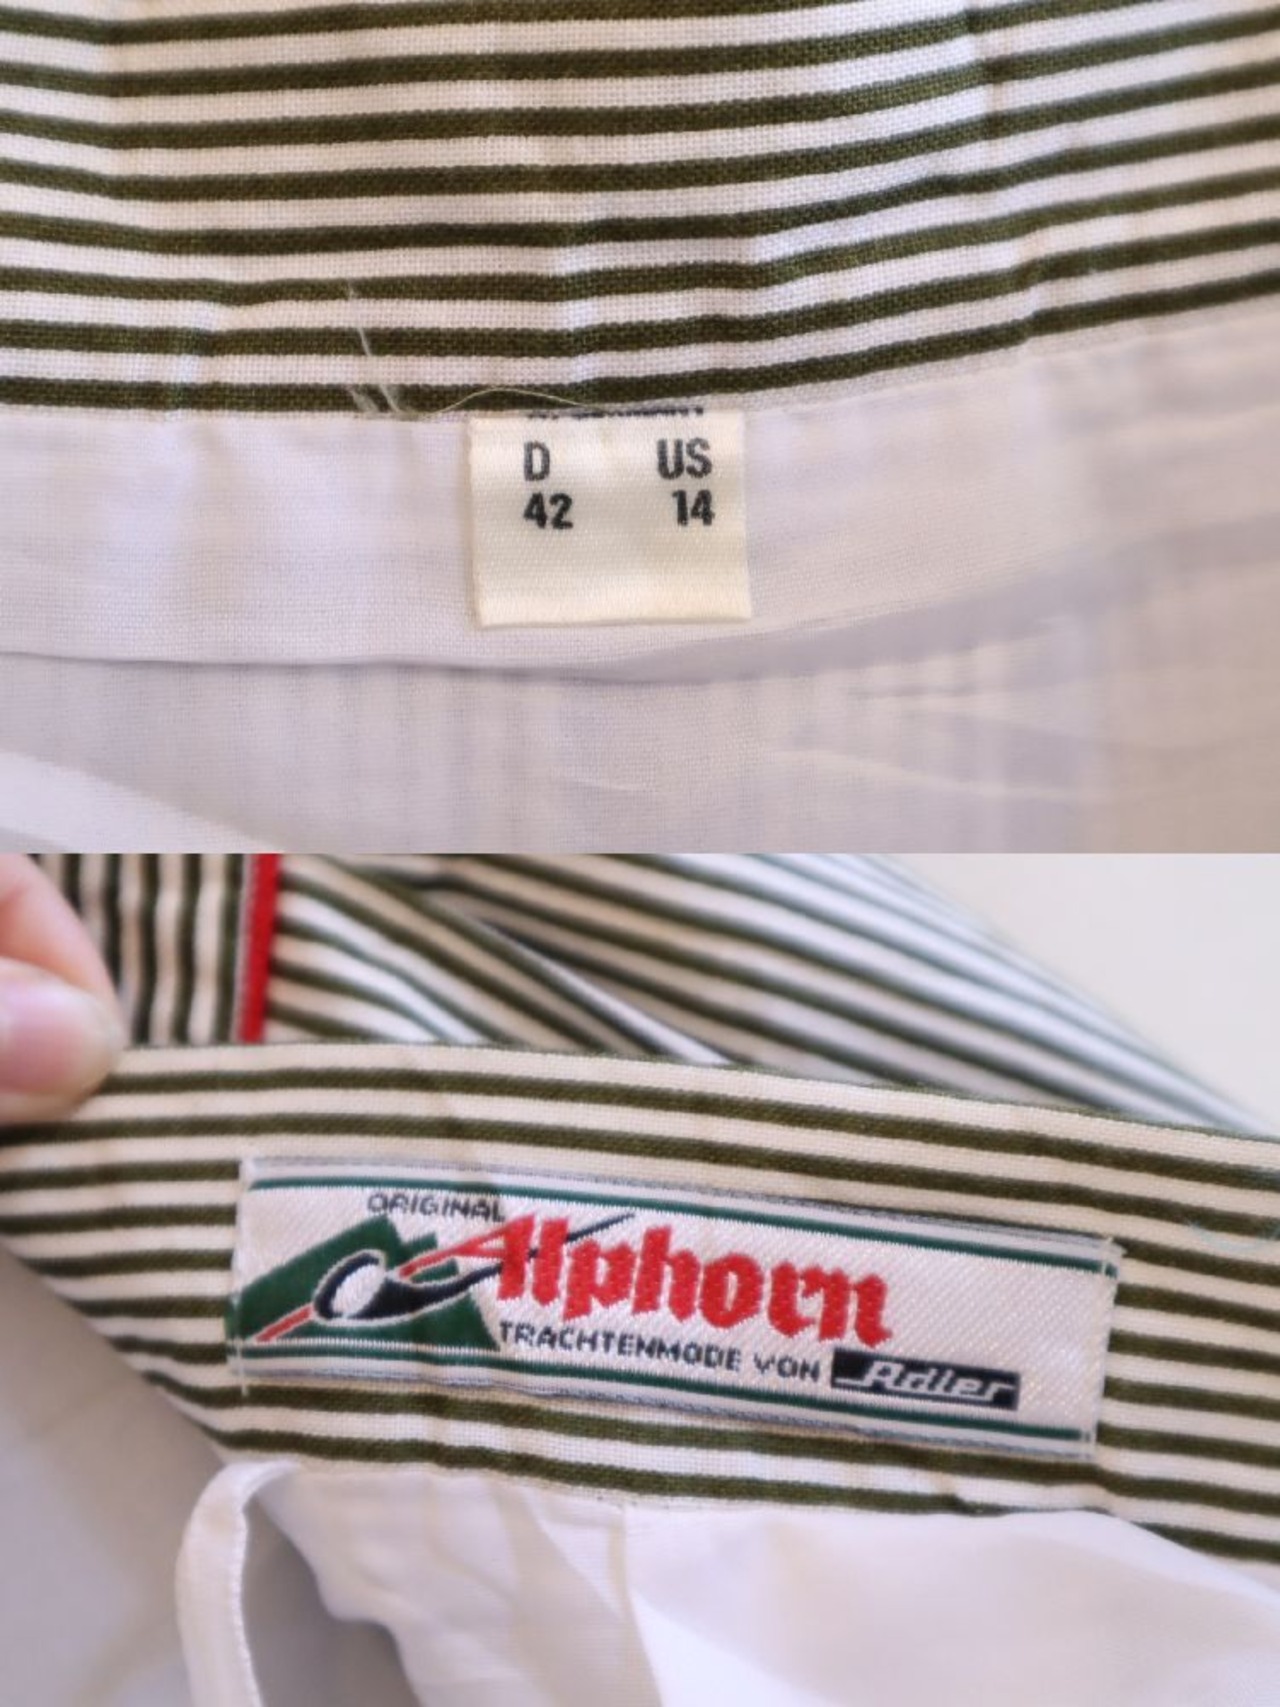 D US
42 14
ORIGINAL
Alphorn
TRACHTENMODE VON Adler